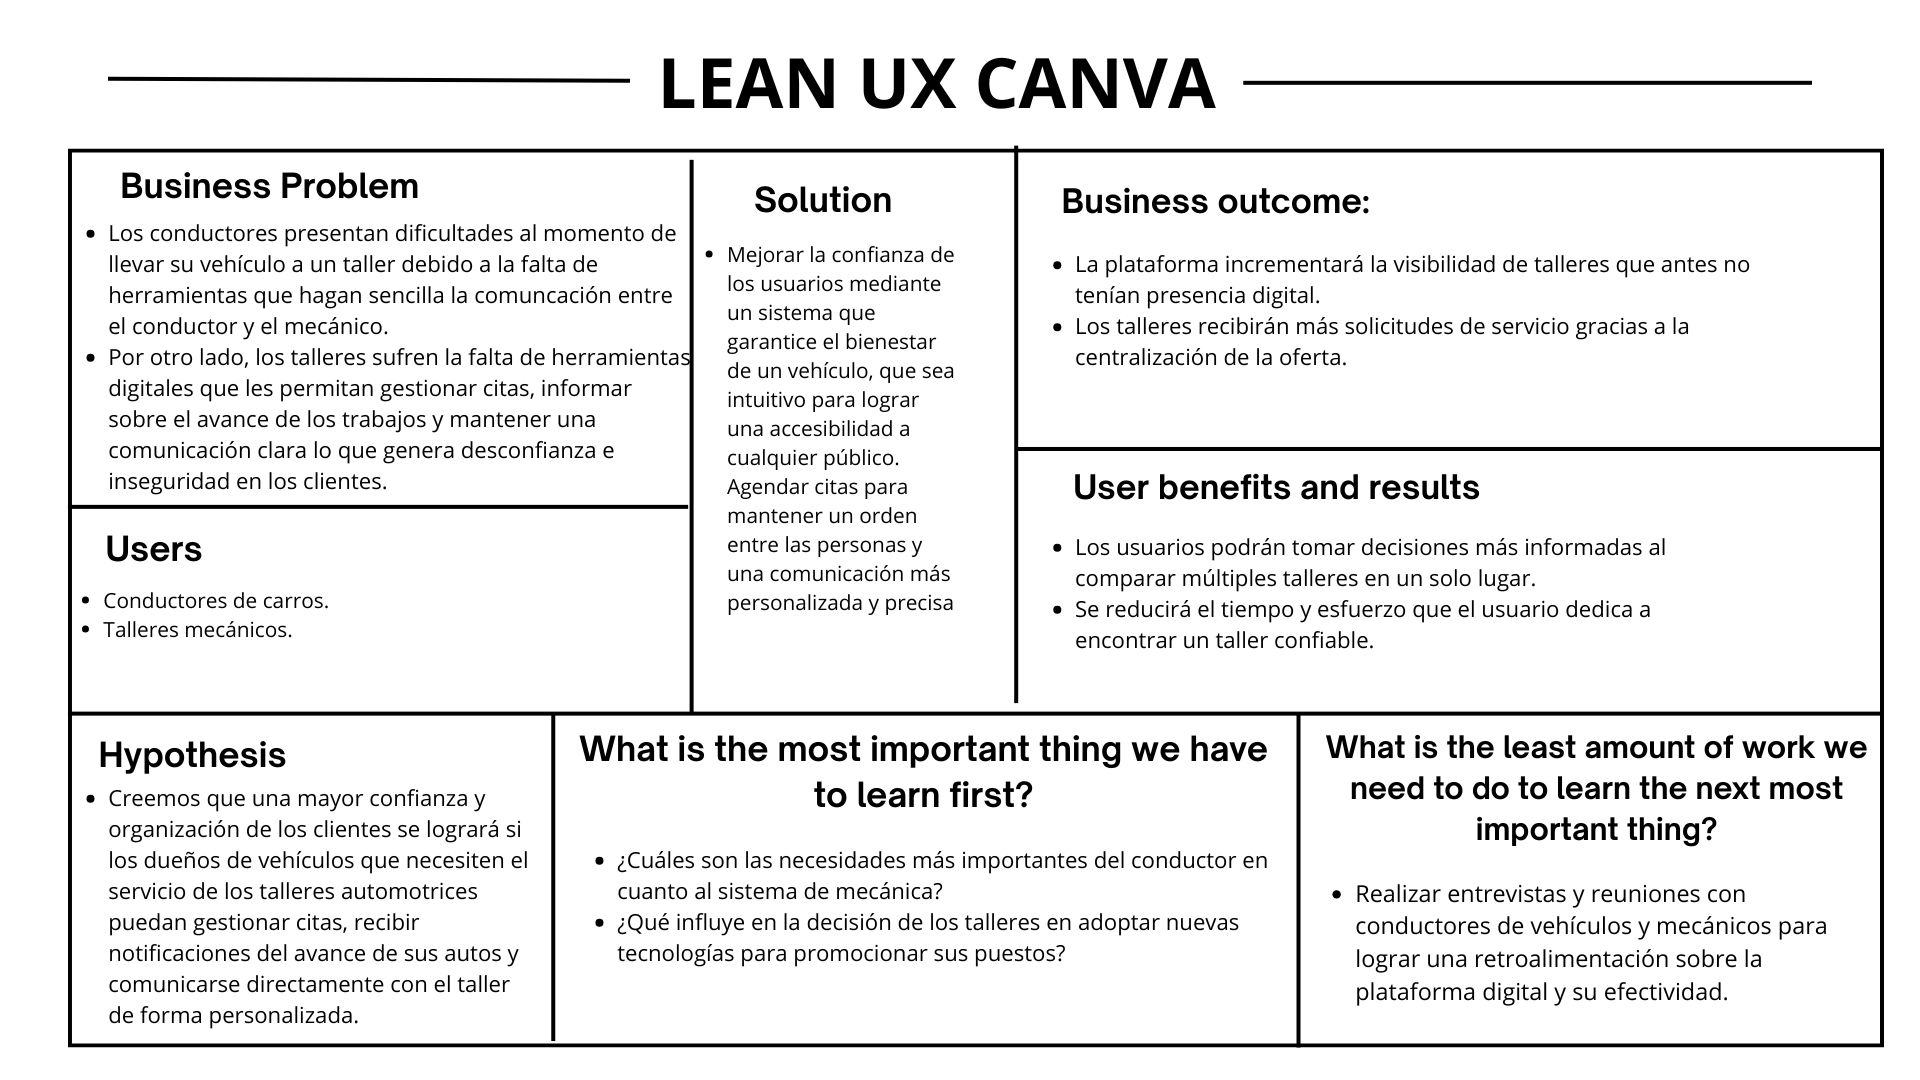 LEAN UX CANVA
Business Problem
Los conductores presentan dificultades al momento de
llevar su vehículo a un taller debido a la falta de
herramientas que hagan sencilla la comuncación entre
el conductor y el mecánico.
Por otro lado, los talleres sufren la falta de herramientas
digitales que les permitan gestionar citas, informar
sobre el avance de los trabajos y mantener una
comunicación clara lo que genera desconfianza e
inseguridad en los clientes.
Users
Conductores de carros.
Talleres mecánicos.
Solution
Mejorar la confianza de
los usuarios mediante
un sistema que
garantice el bienestar
de un vehículo, que sea
intuitivo para lograr
una accesibilidad a
cualquier público.
Agendar citas para
mantener un orden
entre las personas y
una comunicación más
personalizada y precisa
Business outcome:
La plataforma incrementará la visibilidad de talleres que antes no
tenían presencia digital.
Los talleres recibirán más solicitudes de servicio gracias a la
centralización de la oferta.
User benefits and results
Los usuarios podrán tomar decisiones más informadas al
comparar múltiples talleres en un solo lugar.
Se reducirá el tiempo y esfuerzo que el usuario dedica a
encontrar un taller confiable.
Hypothesis
Creemos que una mayor confianza y
organización de los clientes se logrará si
los dueños de vehículos que necesiten el
servicio de los talleres automotrices
puedan gestionar citas, recibir
notificaciones del avance de sus autos y
comunicarse directamente con el taller
de forma personalizada.
What is the most important thing we have
to learn first?
¿Cuáles son las necesidades más importantes del conductor en
cuanto al sistema de mecánica?
¿Qué influye en la decisión de los talleres en adoptar nuevas
tecnologías para promocionar sus puestos?
What is the least amount of work we
need to do to learn the next most
important thing?
Realizar entrevistas y reuniones con
conductores de vehículos y mecánicos para
lograr una retroalimentación sobre la
plataforma digital y su efectividad.